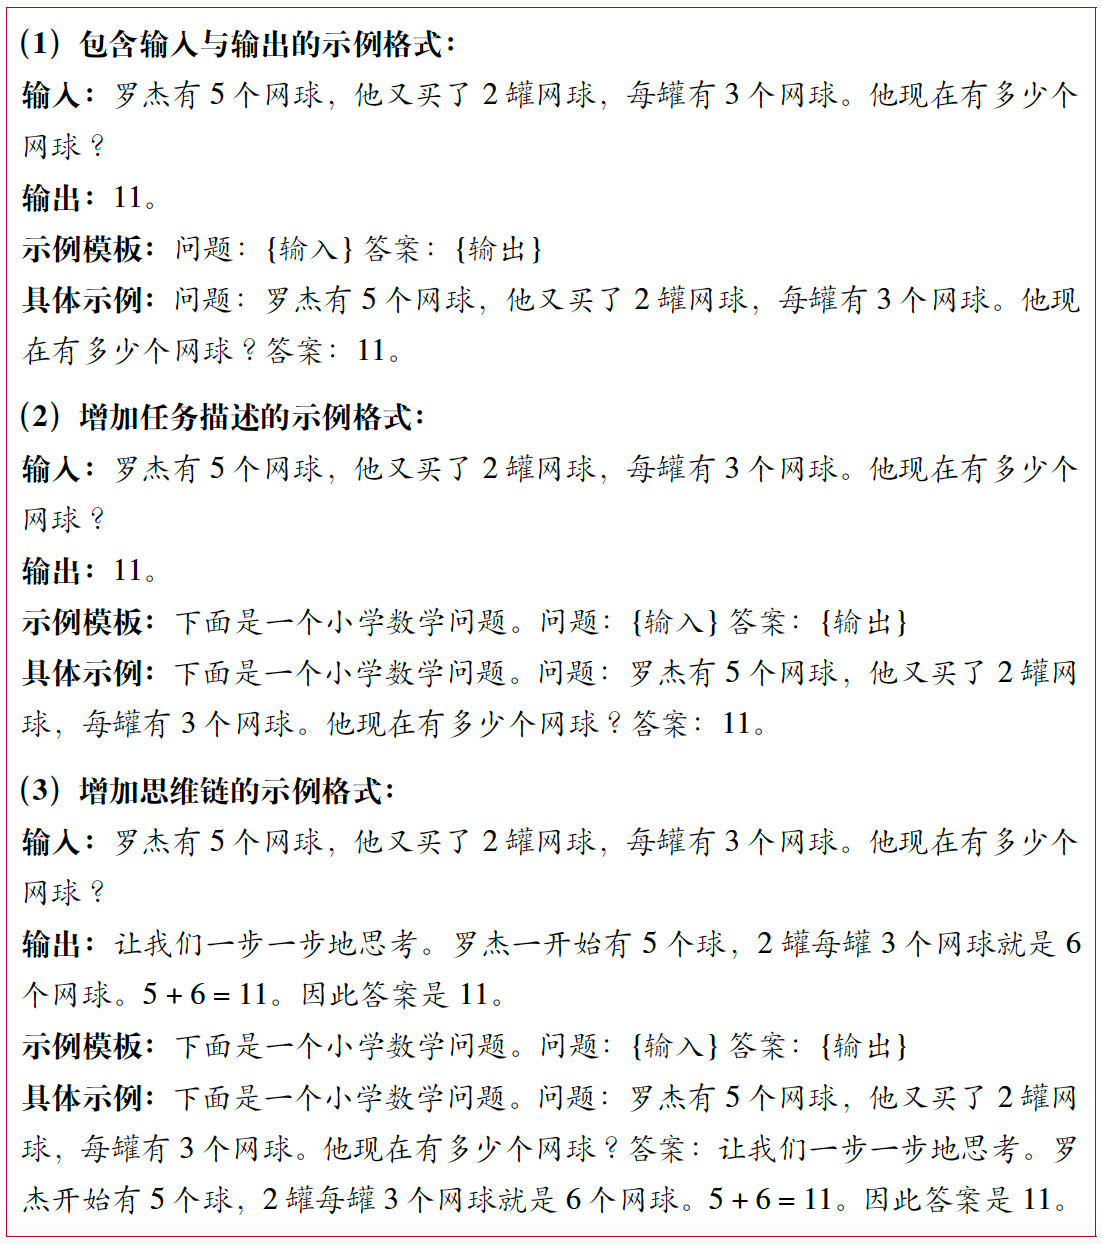 (1) 包含输入与输出的示例格式：
输入：罗杰有 5 个网球，他又买了 2 罐网球，每罐有 3 个网球。他现在有多少个
网球？
输出：11。
示例模板：问题：{输入} 答案：{输出}
具体示例：问题：罗杰有 5 个网球，他又买了 2 罐网球，每罐有 3 个网球。他现
在有多少个网球？答案：11。
(2) 增加任务描述的示例格式：
输入：罗杰有 5 个网球，他又买了 2 罐网球，每罐有 3 个网球。他现在有多少个
网球？
输出：11。
示例模板：下面是一个小学数学问题。问题：{输入} 答案：{输出}
具体示例：下面是一个小学数学问题。问题：罗杰有 5 个网球，他又买了 2 罐网
球，每罐有 3 个网球。他现在有多少个网球？答案：11。
(3) 增加思维链的示例格式：
输入：罗杰有 5 个网球，他又买了 2 罐网球，每罐有 3 个网球。他现在有多少个
网球？
输出：让我们一步一步地思考。罗杰一开始有 5 个球，2 罐每罐 3 个网球就是 6
个网球。5 + 6 = 11。因此答案是 11。
示例模板：下面是一个小学数学问题。问题：{输入} 答案：{输出}
具体示例：下面是一个小学数学问题。问题：罗杰有 5 个网球，他又买了 2 罐网
球，每罐有 3 个网球。他现在有多少个网球？答案：让我们一步一步地思考。罗
杰开始有 5 个球，2 罐每罐 3 个网球就是 6 个网球。5 + 6 = 11。因此答案是 11。